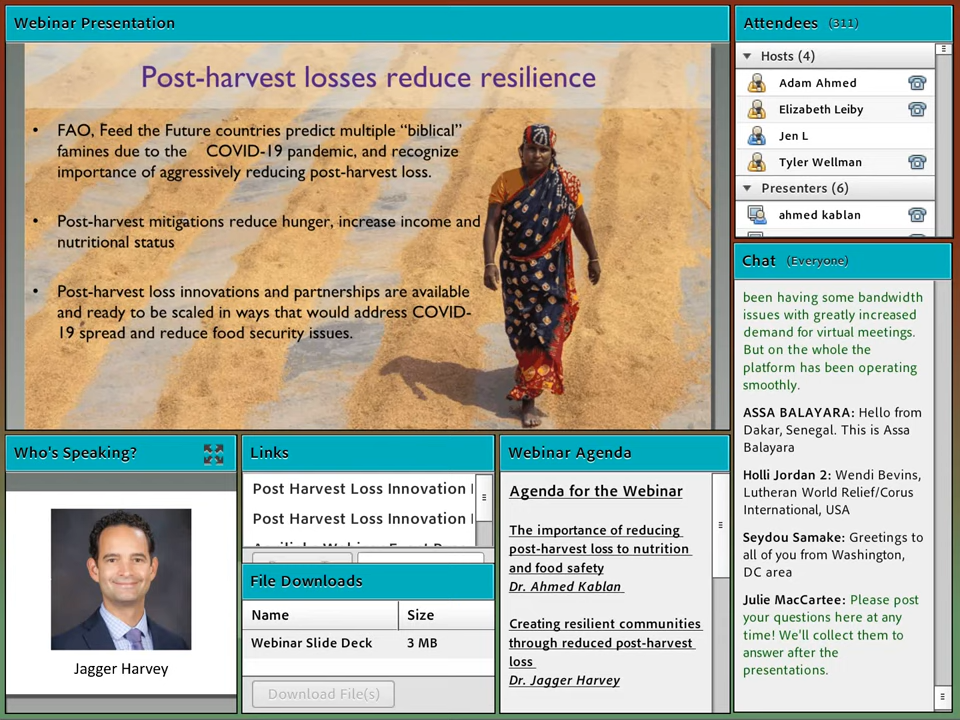 Webinar Presentation
Post-harvest losses reduce resilience
• FAO, Feed the Future countries predict multiple “biblical”
famines due to the COVID-19 pandemic, and recognize
importance of aggressively reducing post-harvest loss.
• Post-harvest mitigations reduce hunger, increase income and
nutritional status
• Post-harvest loss innovations and partnerships are available
and ready to be scaled in ways that would address COVID-
19 spread and reduce food security issues.
Attendees (311)
Hosts (4)
Adam Ahmed
Elizabeth Leiby
Jen L
Tyler Wellman
Presenters (6)
ahmed kablan
Chat (Everyone)
been having some bandwidth
issues with greatly increased
demand for virtual meetings.
But on the whole the
platform has been operating
smoothly.
ASSA BALAYARA: Hello from
Dakar, Senegal. This is Assa
Balayara
Holli Jordan 2: Wendi Bevins,
Lutheran World Relief/Corus
International, USA
Seydou Samake: Greetings to
all of you from Washington,
DC area
Julie MacCartee: Please post
your questions here at any
time! We'll collect them to
answer after the
presentations.
Who's Speaking?
Jagger Harvey
Links
Post Harvest Loss Innovation
Post Harvest Loss Innovation
File Downloads
Name Size
Webinar Slide Deck 3 MB
Download File(s)
Webinar Agenda
Agenda for the Webinar
The importance of reducing
post-harvest loss to nutrition
and food safety
Dr. Ahmed Kablan
Creating resilient communities
through reduced post-harvest
loss
Dr. Jagger Harvey